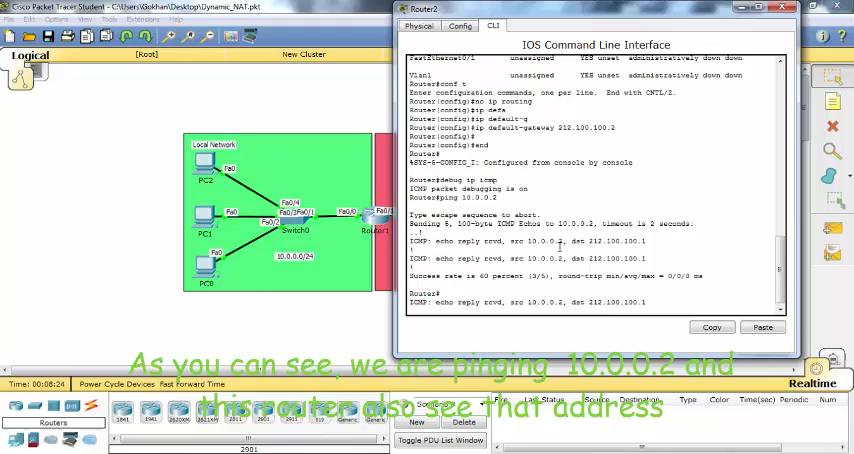 Cisco Packet Tracer Student - C:\Users\Gokhan\Desktop\Dynamic_NAT.pkt
File Edit Options View Tools Extensions Help
Logical
[Root]
New Cluster
Local Network
PC2
Fa0
PC1
Fa0
PC0
Fa0
Fa0/4
Fa0/3
Fa0/1
Fa0/2
Switch0
Fa0/0
Router1
10.0.0.0/24
Router2
Physical
Config
CLI
IOS Command Line Interface
FastEthernet0/1 unassigned YES unset administratively down down
Vlan1 unassigned YES unset administratively down down
Router#conf t
Enter configuration commands, one per line. End with CNTL/Z.
Router(config)#no ip routing
Router(config)#ip defa
Router(config)#ip default-g
Router(config)#ip default-gateway 212.100.100.2
Router(config)#
Router(config)#end
Router#
%SYS-5-CONFIG_I: Configured from console by console
Router#debug ip icmp
ICMP packet debugging is on
Router#ping 10.0.0.2
Type escape sequence to abort.
Sending 5, 100-byte ICMP Echos to 10.0.0.2, timeout is 2 seconds:
..!
ICMP: echo reply rcvd, src 10.0.0.2, dst 212.100.100.1
!
ICMP: echo reply rcvd, src 10.0.0.2, dst 212.100.100.1
!
Success rate is 60 percent (3/5), round-trip min/avg/max = 0/0/0 ms
Router#
ICMP: echo reply rcvd, src 10.0.0.2, dst 212.100.100.1
Copy
Paste
As you can see, we are pinging 10.0.0.2 and
this router also see that address
Time: 00:08:24
Power Cycle Devices Fast Forward Time
Realtime
Routers
1841
1941
2620XM
2621XM
2811
2901
2911
819
Generic
Generic
2901
New
Delete
Toggle PDU List Window
Fire
Last Status
Source
Destination
Type
Color
Time(sec)
Periodic
Num